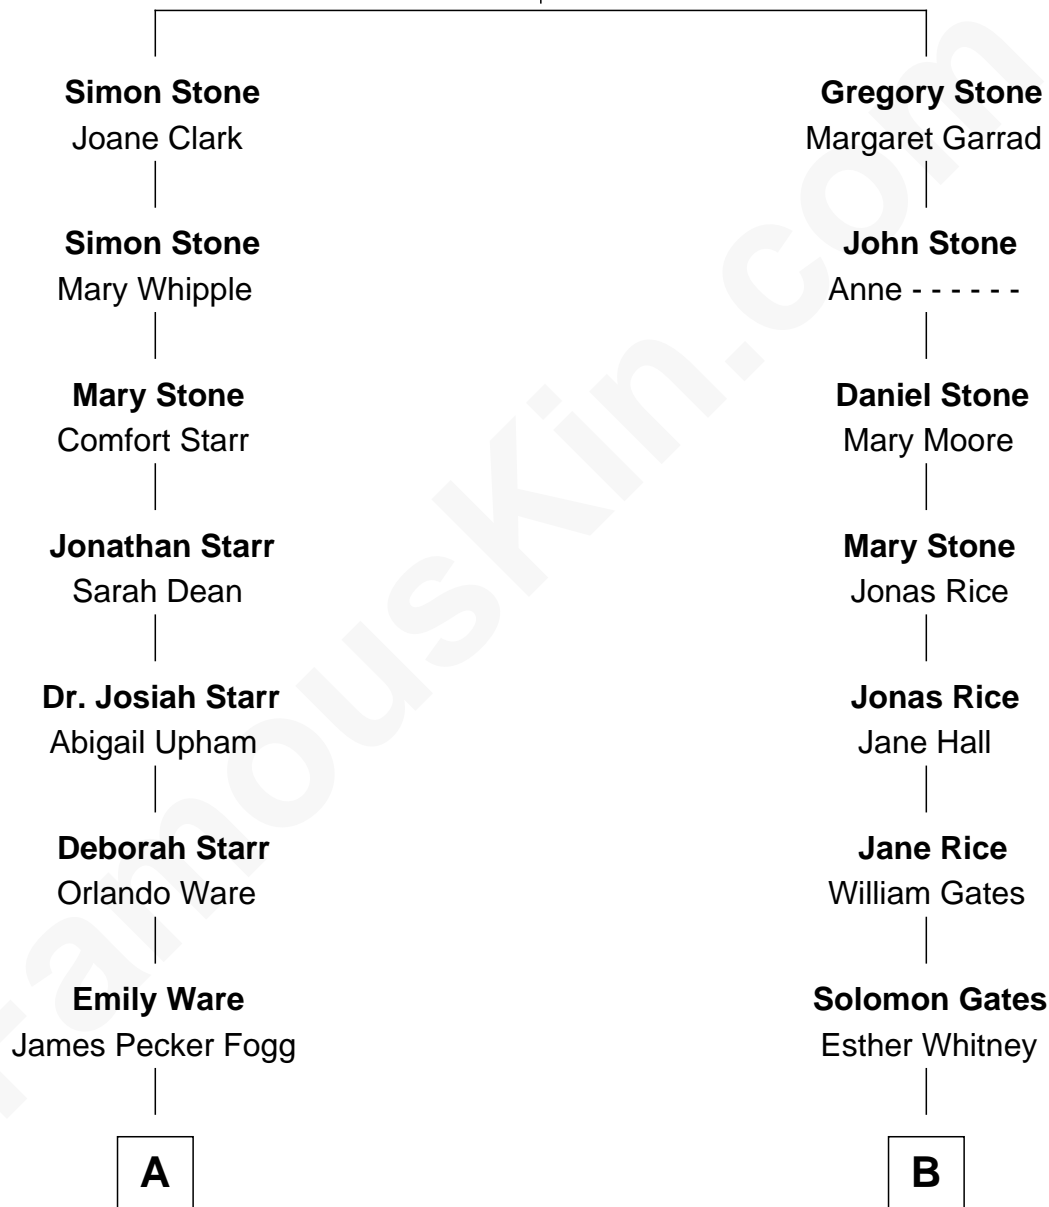 Simon Stone
Joane Clark
Gregory Stone
Margaret Garrad
Simon Stone
Mary Whipple
John Stone
Anne - - - - - -
Mary Stone
Comfort Starr
Daniel Stone
Mary Moore
Jonathan Starr
Sarah Dean
Mary Stone
Jonas Rice
Dr. Josiah Starr
Abigail Upham
Jonas Rice
Jane Hall
Deborah Starr
Orlando Ware
Jane Rice
William Gates
Emily Ware
James Pecker Fogg
Solomon Gates
Esther Whitney
A
B
FamousKin.com